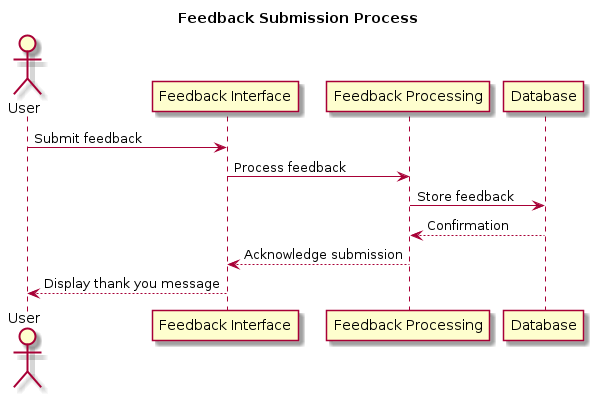 Feedback Submission Process
User
Feedback Interface
Feedback Processing
Database
Submit feedback
Process feedback
Store feedback
Confirmation
Acknowledge submission
Display thank you message
User
Feedback Interface
Feedback Processing
Database